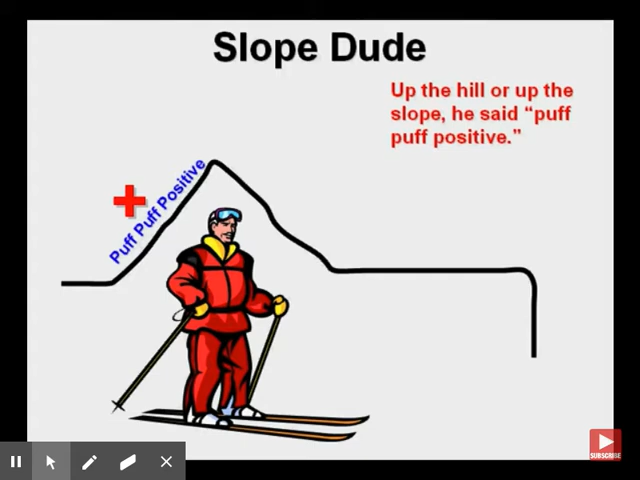 Slope Dude
Up the hill or up the
slope, he said “puff
puff positive.”
+
Puff Puff Positive
SUBSCRIBE